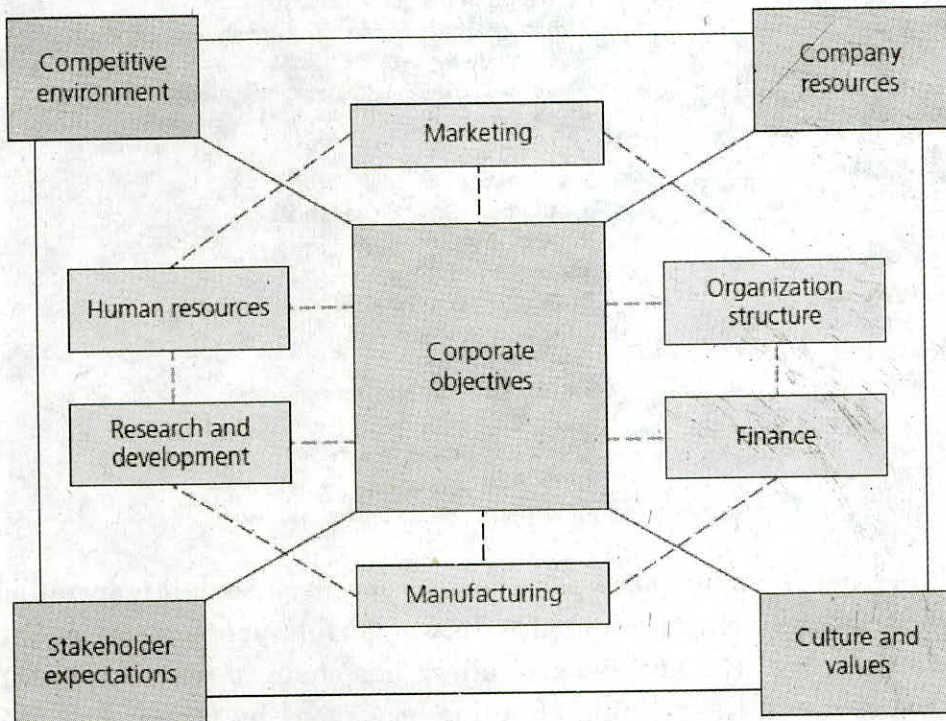 Competitive
environment
Company
resources
Marketing
Human resources
Organization
structure
Corporate
objectives
Research and
development
Finance
Manufacturing
Stakeholder
expectations
Culture and
values